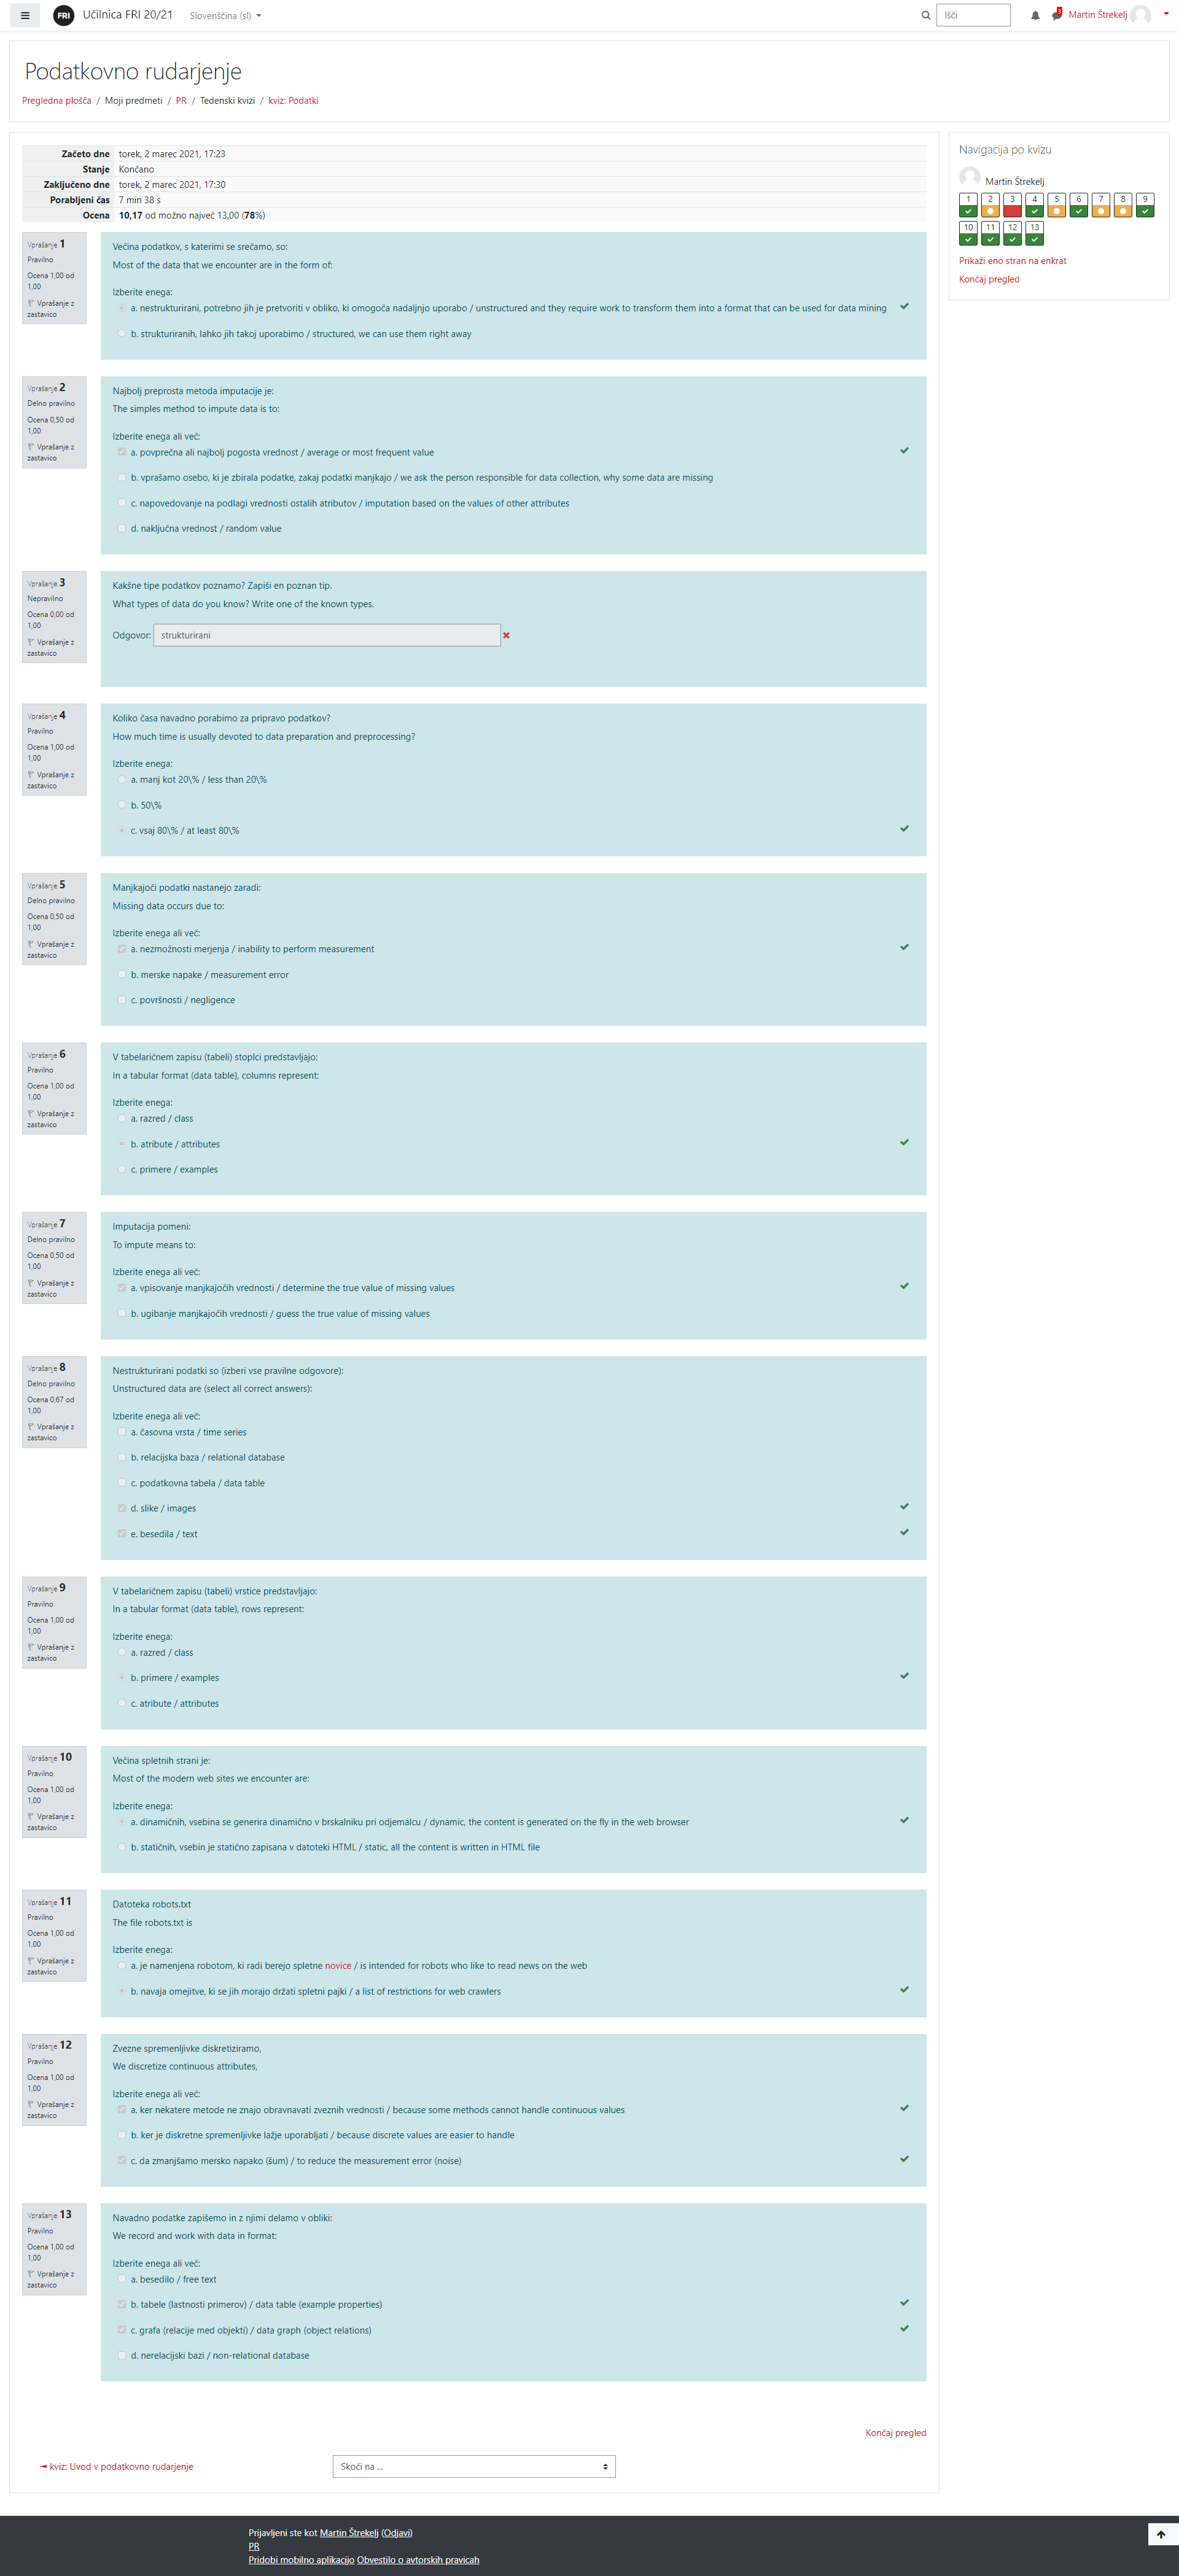 FRI Učilnica FRI 20/21 Slovenščina (sl) Išči 3 Martin Štrekelj
Podatkovno rudarjenje
Pregledna plošča / Moji predmeti / PR / Tedenski kvizi / kviz: Podatki
Začeto dne torek, 2 marec 2021, 17:23
Stanje Končano
Zaključeno dne torek, 2 marec 2021, 17:30
Porabljeni čas 7 min 38 s
Ocena 10,17 od možno največ 13,00 (78%)
Navigacija po kvizu
Martin Štrekelj
1 2 3 4 5 6 7 8 9
10 11 12 13
Prikaži eno stran na enkrat
Končaj pregled
Vprašanje 1
Pravilno
Ocena 1,00 od
1,00
Vprašanje z
zastavico
Večina podatkov, s katerimi se srečamo, so:
Most of the data that we encounter are in the form of:
Izberite enega:
a. nestrukturirani, potrebno jih je pretvoriti v obliko, ki omogoča nadaljnjo uporabo / unstructured and they require work to transform them into a format that can be used for data mining
b. strukturiranih, lahko jih takoj uporabimo / structured, we can use them right away
Vprašanje 2
Delno pravilno
Ocena 0,50 od
1,00
Vprašanje z
zastavico
Najbolj preprosta metoda imputacije je:
The simples method to impute data is to:
Izberite enega ali več:
a. povprečna ali najbolj pogosta vrednost / average or most frequent value
b. vprašamo osebo, ki je zbirala podatke, zakaj podatki manjkajo / we ask the person responsible for data collection, why some data are missing
c. napovedovanje na podlagi vrednosti ostalih atributov / imputation based on the values of other attributes
d. naključna vrednost / random value
Vprašanje 3
Nepravilno
Ocena 0,00 od
1,00
Vprašanje z
zastavico
Kakšne tipe podatkov poznamo? Zapiši en poznan tip.
What types of data do you know? Write one of the known types.
Odgovor: strukturirani
Vprašanje 4
Pravilno
Ocena 1,00 od
1,00
Vprašanje z
zastavico
Koliko časa navadno porabimo za pripravo podatkov?
How much time is usually devoted to data preparation and preprocessing?
Izberite enega:
a. manj kot 20\% / less than 20\%
b. 50\%
c. vsaj 80\% / at least 80\%
Vprašanje 5
Delno pravilno
Ocena 0,50 od
1,00
Vprašanje z
zastavico
Manjkajoči podatki nastanejo zaradi:
Missing data occurs due to:
Izberite enega ali več:
a. nezmožnosti merjenja / inability to perform measurement
b. merske napake / measurement error
c. površnosti / negligence
Vprašanje 6
Pravilno
Ocena 1,00 od
1,00
Vprašanje z
zastavico
V tabelaričnem zapisu (tabeli) stoplci predstavljajo:
In a tabular format (data table), columns represent:
Izberite enega:
a. razred / class
b. atribute / attributes
c. primere / examples
Vprašanje 7
Delno pravilno
Ocena 0,50 od
1,00
Vprašanje z
zastavico
Imputacija pomeni:
To impute means to:
Izberite enega ali več:
a. vpisovanje manjkajočih vrednosti / determine the true value of missing values
b. ugibanje manjkajočih vrednosti / guess the true value of missing values
Vprašanje 8
Delno pravilno
Ocena 0,67 od
1,00
Vprašanje z
zastavico
Nestrukturirani podatki so (izberi vse pravilne odgovore):
Unstructured data are (select all correct answers):
Izberite enega ali več:
a. časovna vrsta / time series
b. relacijska baza / relational database
c. podatkovna tabela / data table
d. slike / images
e. besedila / text
Vprašanje 9
Pravilno
Ocena 1,00 od
1,00
Vprašanje z
zastavico
V tabelaričnem zapisu (tabeli) vrstice predstavljajo:
In a tabular format (data table), rows represent:
Izberite enega:
a. razred / class
b. primere / examples
c. atribute / attributes
Vprašanje 10
Pravilno
Ocena 1,00 od
1,00
Vprašanje z
zastavico
Večina spletnih strani je:
Most of the modern web sites we encounter are:
Izberite enega:
a. dinamičnih, vsebina se generira dinamično v brskalniku pri odjemalcu / dynamic, the content is generated on the fly in the web browser
b. statičnih, vsebin je statično zapisana v datoteki HTML / static, all the content is written in HTML file
Vprašanje 11
Pravilno
Ocena 1,00 od
1,00
Vprašanje z
zastavico
Datoteka robots.txt
The file robots.txt is
Izberite enega:
a. je namenjena robotom, ki radi berejo spletne novice / is intended for robots who like to read news on the web
b. navaja omejitve, ki se jih morajo držati spletni pajki / a list of restrictions for web crawlers
Vprašanje 12
Pravilno
Ocena 1,00 od
1,00
Vprašanje z
zastavico
Zvezne spremenljivke diskretiziramo,
We discretize continuous attributes,
Izberite enega ali več:
a. ker nekatere metode ne znajo obravnavati zveznih vrednosti / because some methods cannot handle continuous values
b. ker je diskretne spremenljivke lažje uporabljati / because discrete values are easier to handle
c. da zmanjšamo mersko napako (šum) / to reduce the measurement error (noise)
Vprašanje 13
Pravilno
Ocena 1,00 od
1,00
Vprašanje z
zastavico
Navadno podatke zapišemo in z njimi delamo v obliki:
We record and work with data in format:
Izberite enega ali več:
a. besedilo / free text
b. tabele (lastnosti primerov) / data table (example properties)
c. grafa (relacije med objekti) / data graph (object relations)
d. nerelacijski bazi / non-relational database
Končaj pregled
◄ kviz: Uvod v podatkovno rudarjenje
Skoči na ...
Prijavljeni ste kot Martin Štrekelj (Odjavi)
PR
Pridobi mobilno aplikacijo Obvestilo o avtorskih pravicah